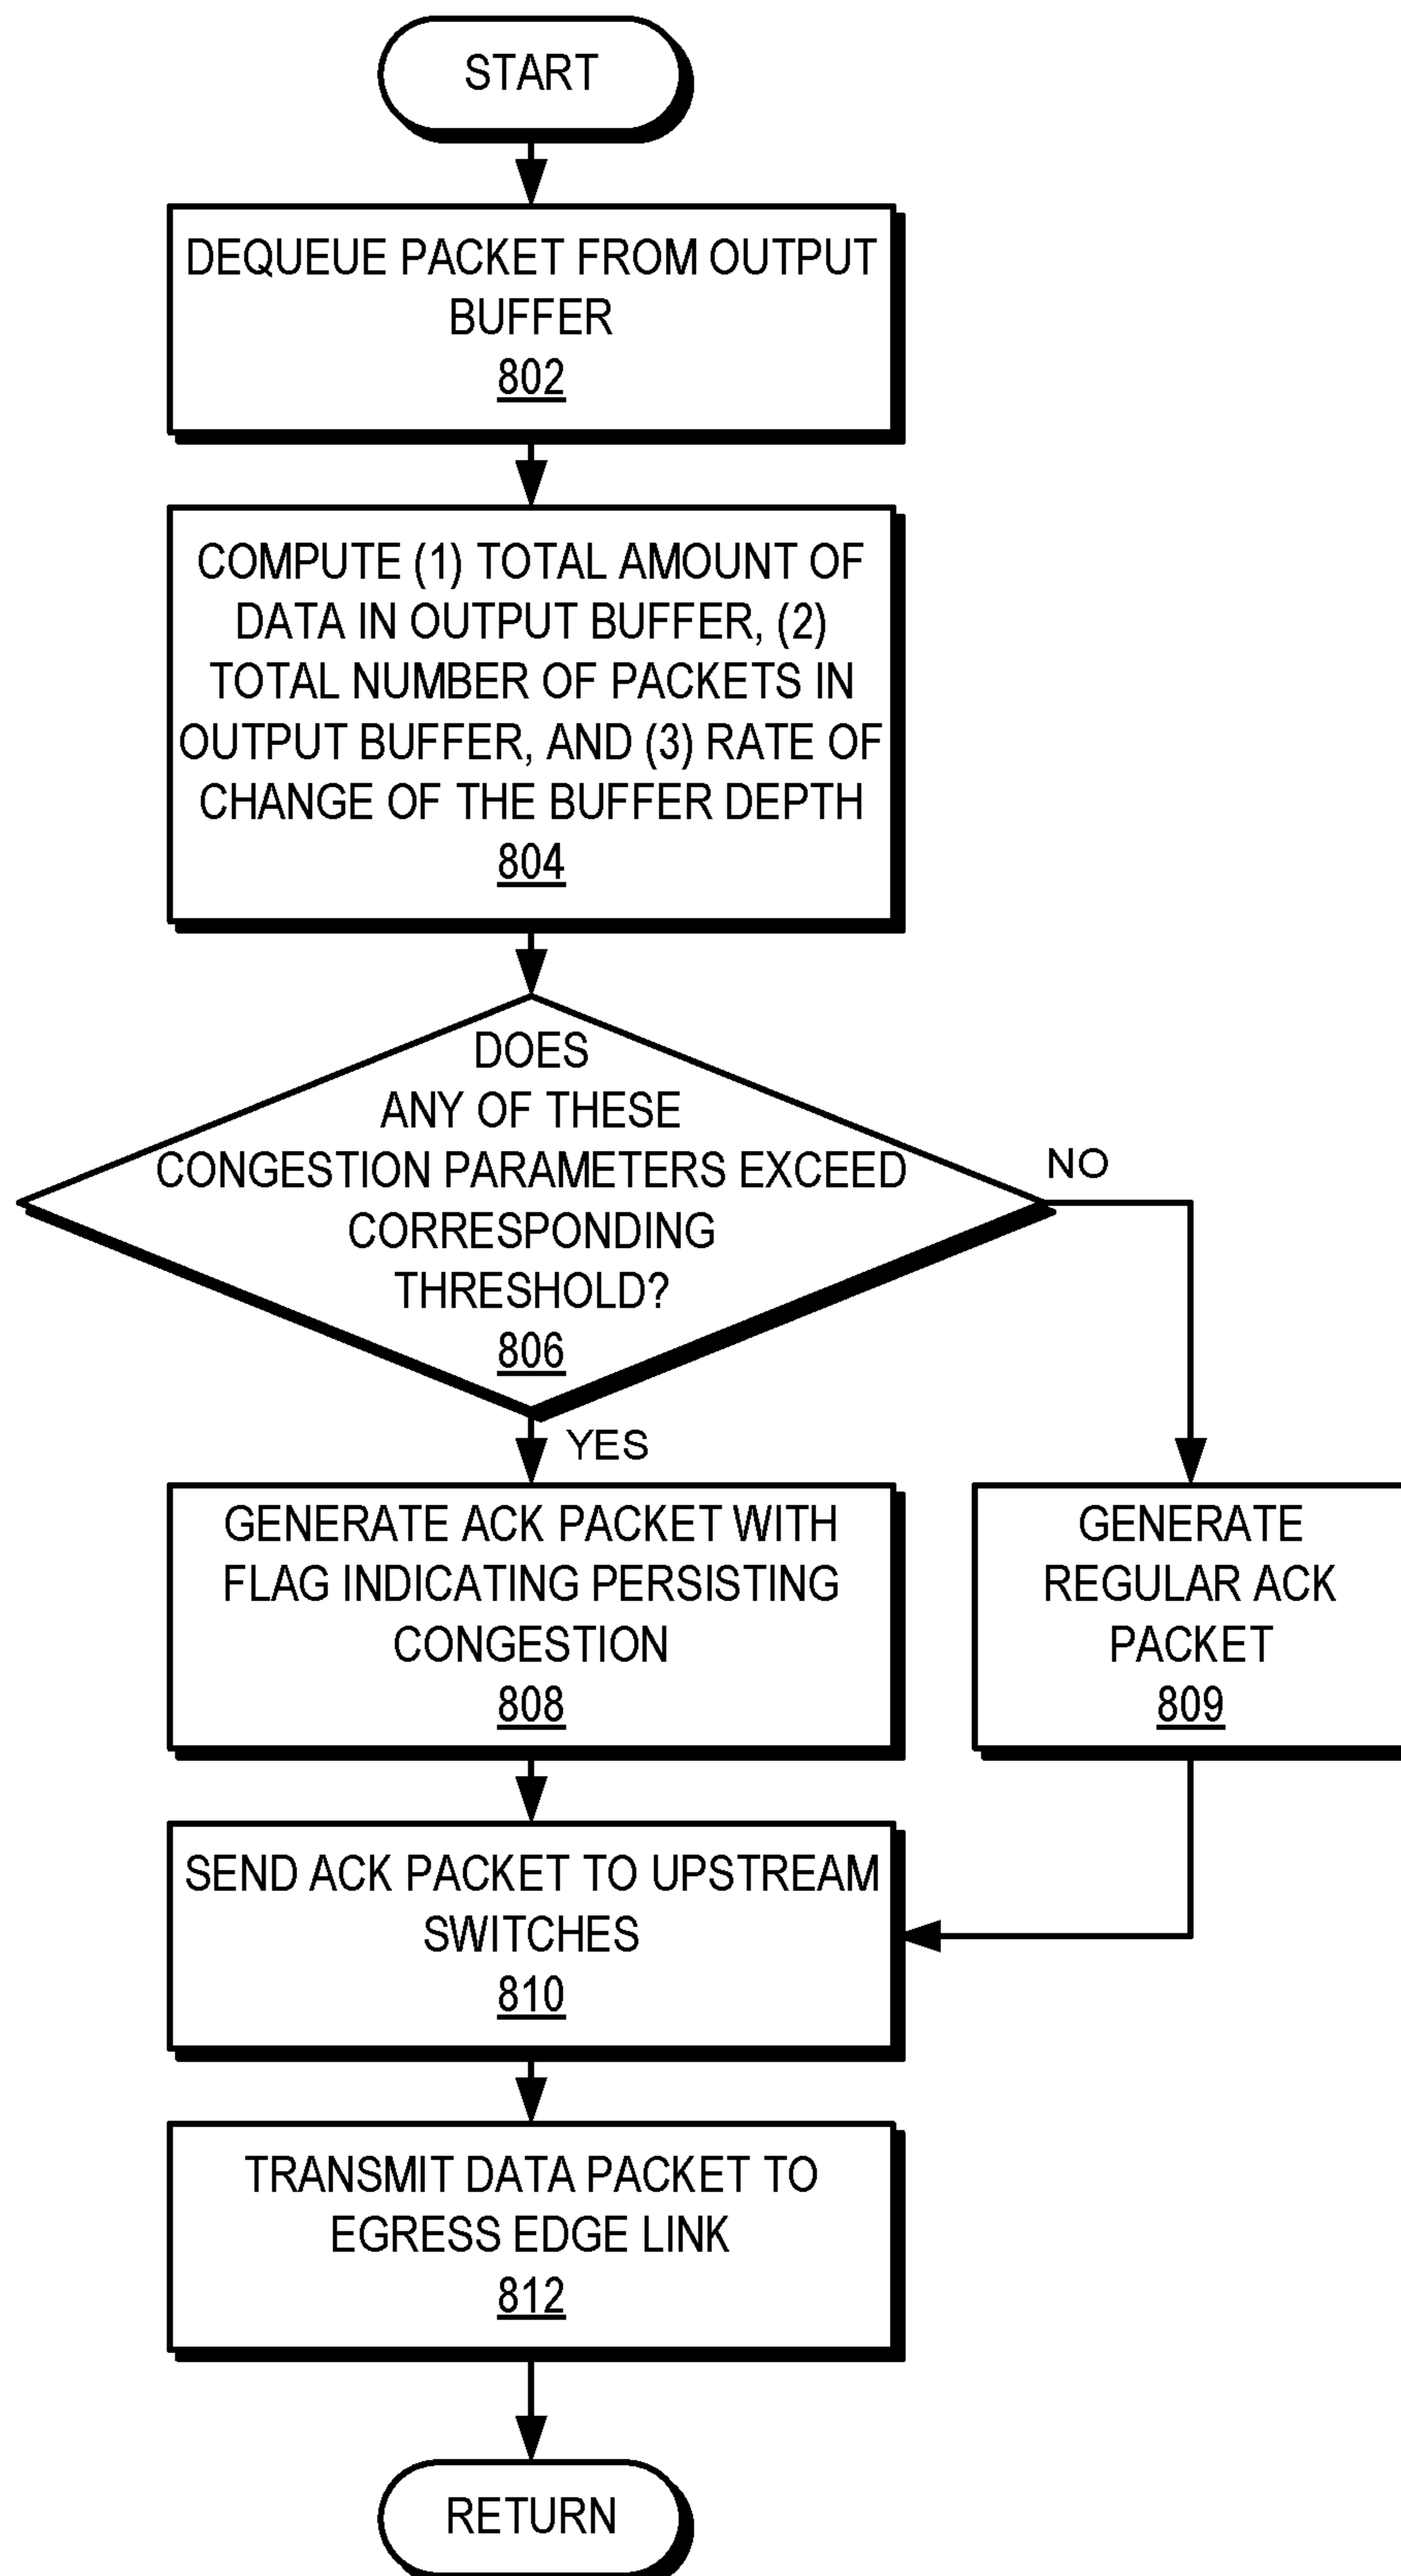 START
DEQUEUE PACKET FROM OUTPUT
BUFFER
802
COMPUTE (1) TOTAL AMOUNT OF
DATA IN OUTPUT BUFFER, (2)
TOTAL NUMBER OF PACKETS IN
OUTPUT BUFFER, AND (3) RATE OF
CHANGE OF THE BUFFER DEPTH
804
DOES
ANY OF THESE
CONGESTION PARAMETERS EXCEED
CORRESPONDING
THRESHOLD?
806
NO
YES
GENERATE ACK PACKET WITH
FLAG INDICATING PERSISTING
CONGESTION
808
GENERATE
REGULAR ACK
PACKET
809
SEND ACK PACKET TO UPSTREAM
SWITCHES
810
TRANSMIT DATA PACKET TO
EGRESS EDGE LINK
812
RETURN